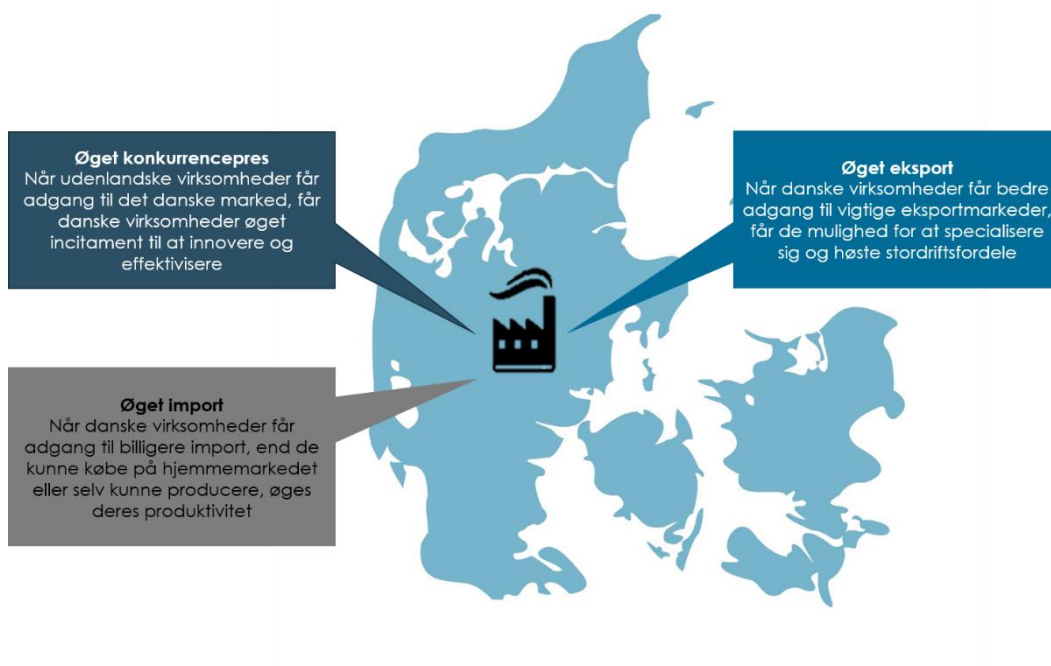 Øget konkurrencepres
Når udenlandske virksomheder får
adgang til det danske marked, får
danske virksomheder øget
incitament til at innovere og
effektivisere
Øget eksport
Når danske virksomheder får bedre
adgang til vigtige eksportmarkeder,
får de mulighed for at specialisere
sig og høste stordriftsfordele
Øget import
Når danske virksomheder får
adgang til billigere import, end de
kunne købe på hjemmemarkedet
eller selv kunne producere, øges
deres produktivitet